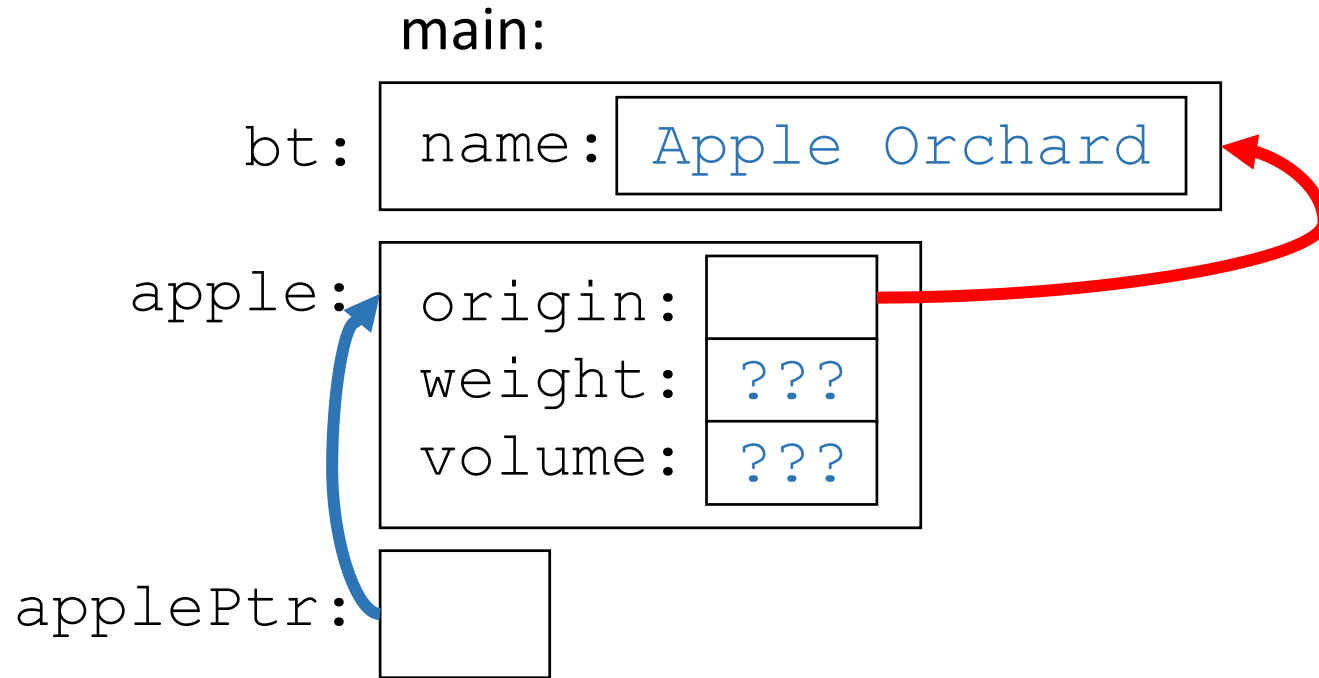 main:
bt: name: Apple Orchard
apple: origin:
weight: ???
volume: ???
applePtr: